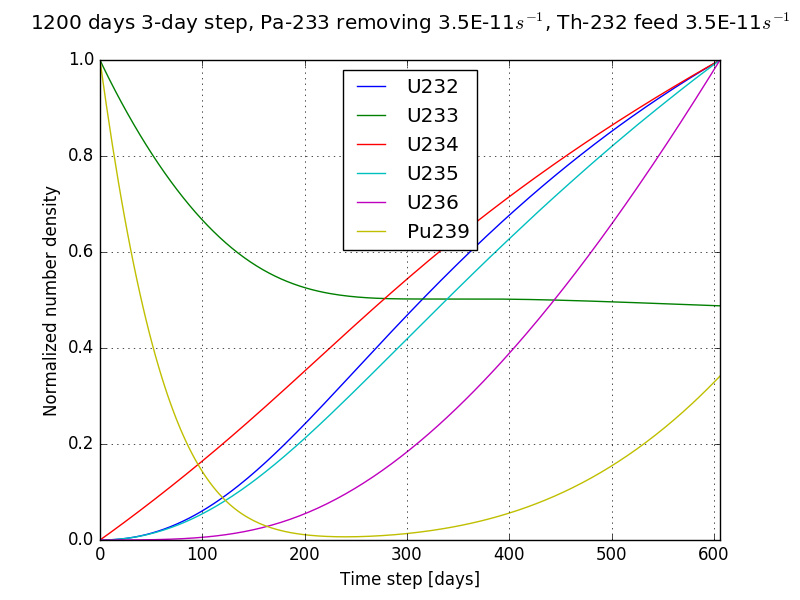 1200 days 3-day step, Pa-233 removing 3.5E-11s⁻¹, Th-232 feed 3.5E-11s⁻¹
1.0
0.8
0.6
0.4
0.2
0.0
Normalized number density
U232
U233
U234
U235
U236
Pu239
0 100 200 300 400 500 600
Time step [days]